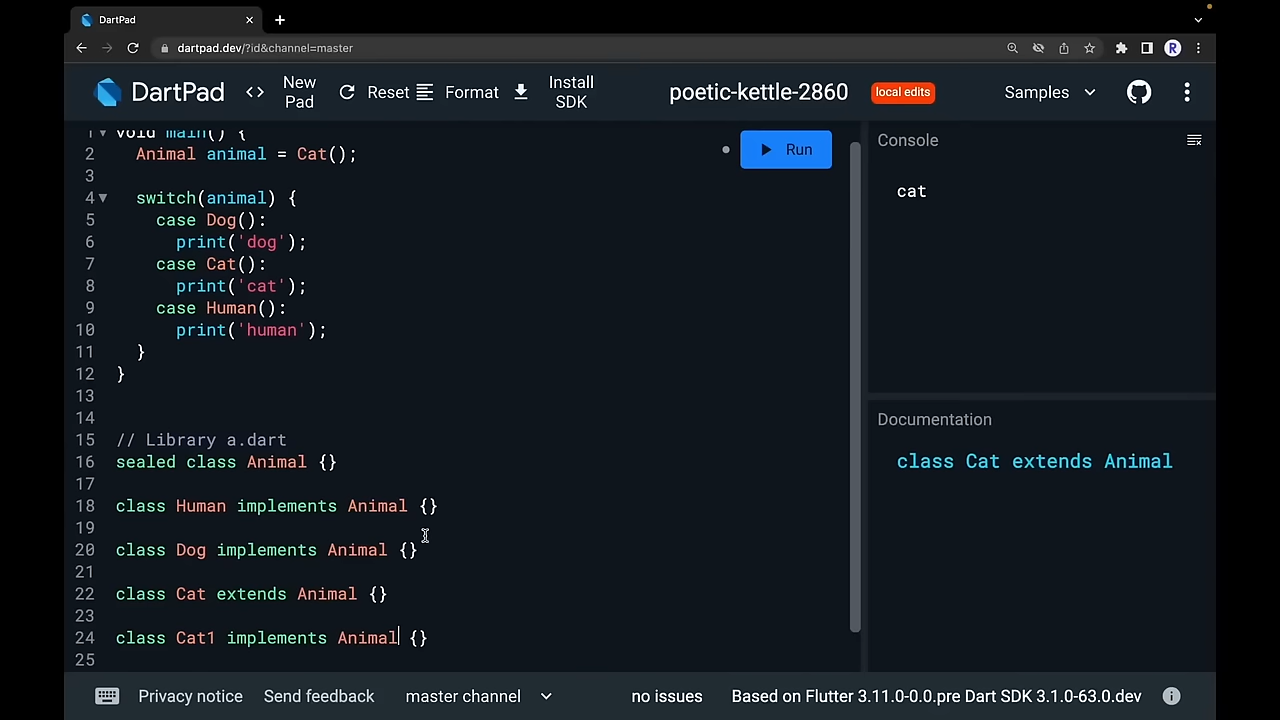 DartPad
dartpad.dev/?id&channel=master
R
DartPad
<>
New Pad
Reset
Format
Install SDK
poetic-kettle-2860
local edits
Samples
1 void main() {
2 Animal animal = Cat();
3
4 switch(animal) {
5 case Dog():
6 print('dog');
7 case Cat():
8 print('cat');
9 case Human():
10 print('human');
11 }
12 }
13
14
15 // Library a.dart
16 sealed class Animal {}
17
18 class Human implements Animal {}
19
20 class Dog implements Animal {}
21
22 class Cat extends Animal {}
23
24 class Cat1 implements Animal {}
25
Run
Console
cat
Documentation
class Cat extends Animal
Privacy notice
Send feedback
master channel
no issues
Based on Flutter 3.11.0-0.0.pre Dart SDK 3.1.0-63.0.dev